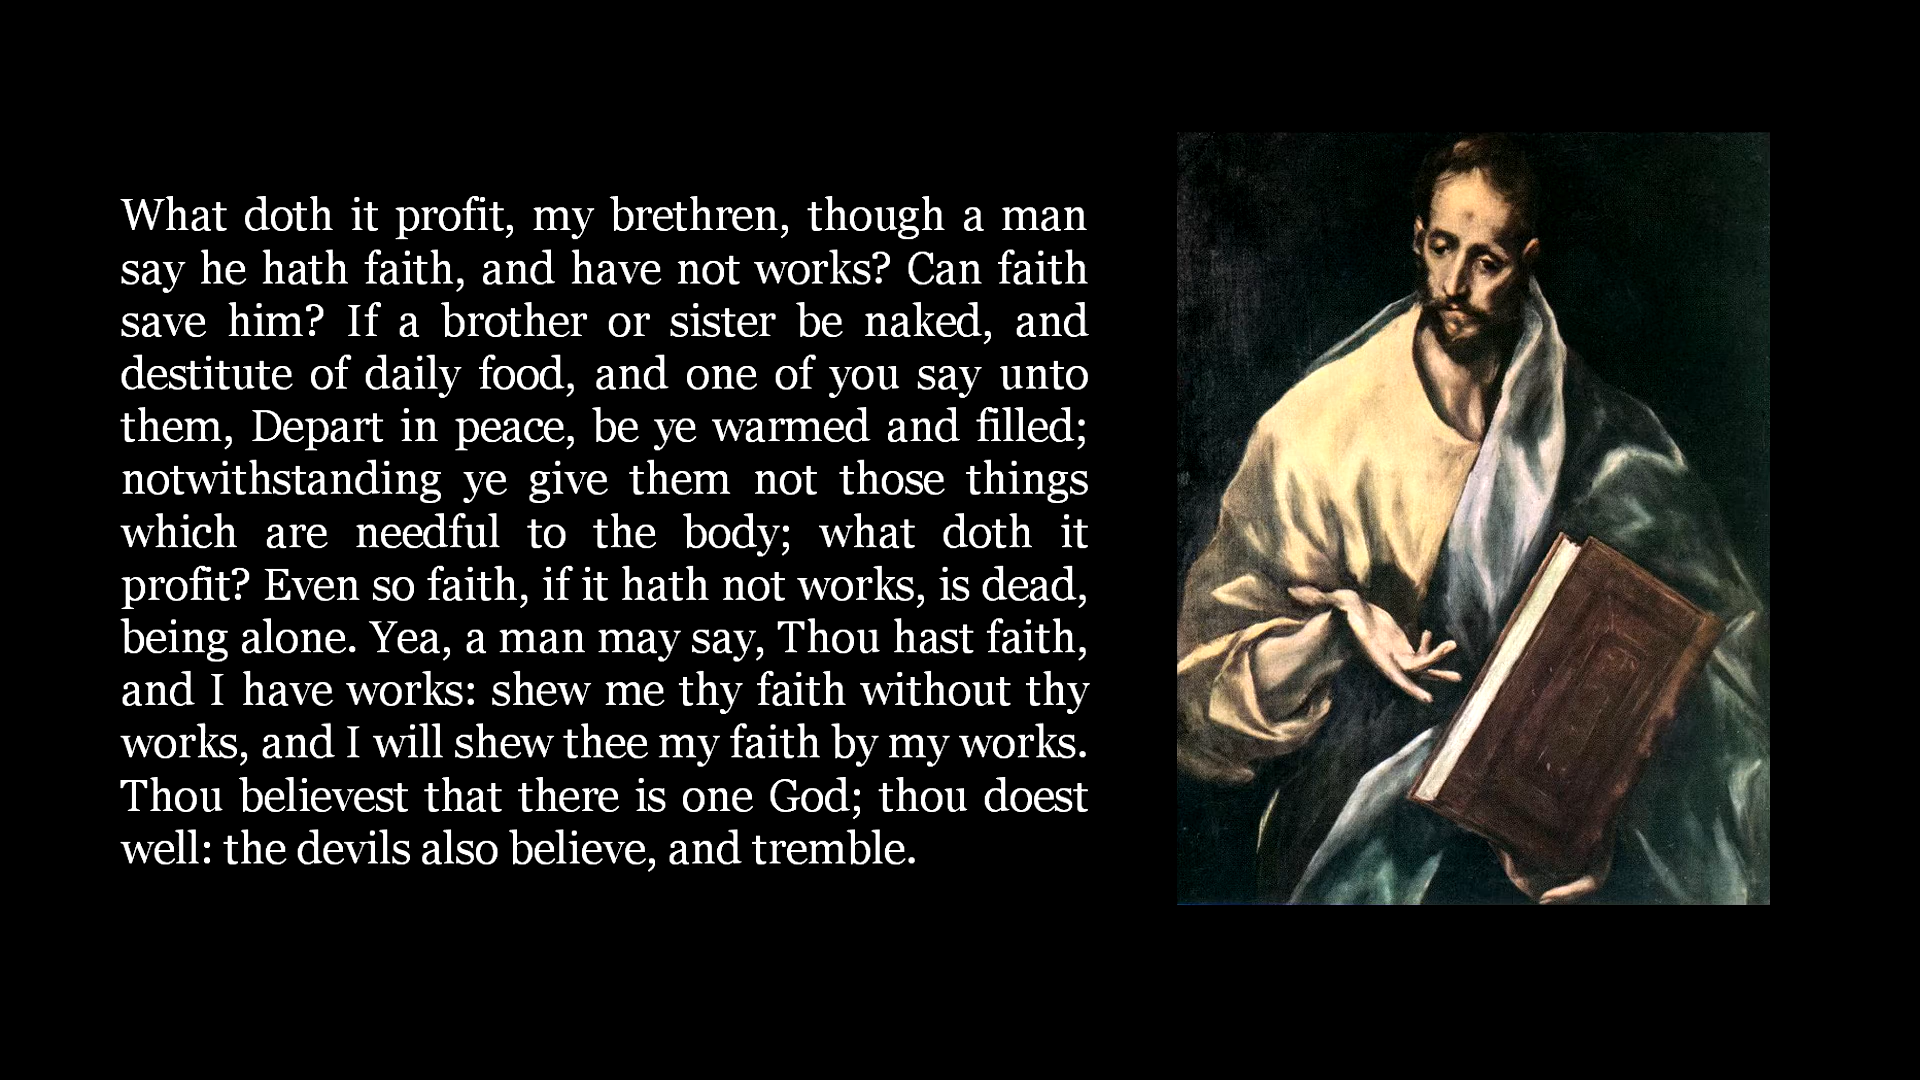 What doth it profit, my brethren, though a man
say he hath faith, and have not works? Can faith
save him? If a brother or sister be naked, and
destitute of daily food, and one of you say unto
them, Depart in peace, be ye warmed and filled;
notwithstanding ye give them not those things
which are needful to the body; what doth it
profit? Even so faith, if it hath not works, is dead,
being alone. Yea, a man may say, Thou hast faith,
and I have works: shew me thy faith without thy
works, and I will shew thee my faith by my works.
Thou believest that there is one God; thou doest
well: the devils also believe, and tremble.